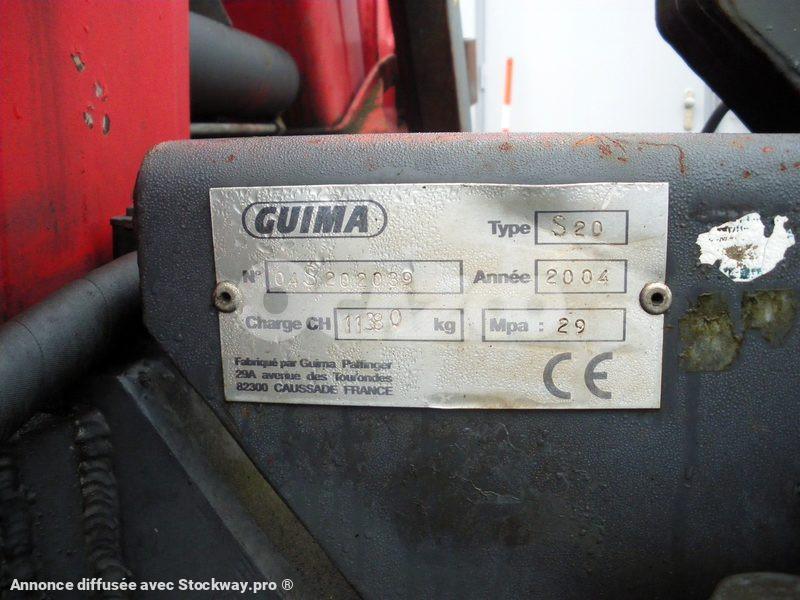 GUIMA
Type S20
N° 04S202039 Année 2004
Charge CH 11380 kg Mpa : 29
Fabriqué par Guima Palfinger
29A avenue des Tourondes
82300 CAUSSADE FRANCE
CE
Annonce diffusée avec Stockway.pro ®